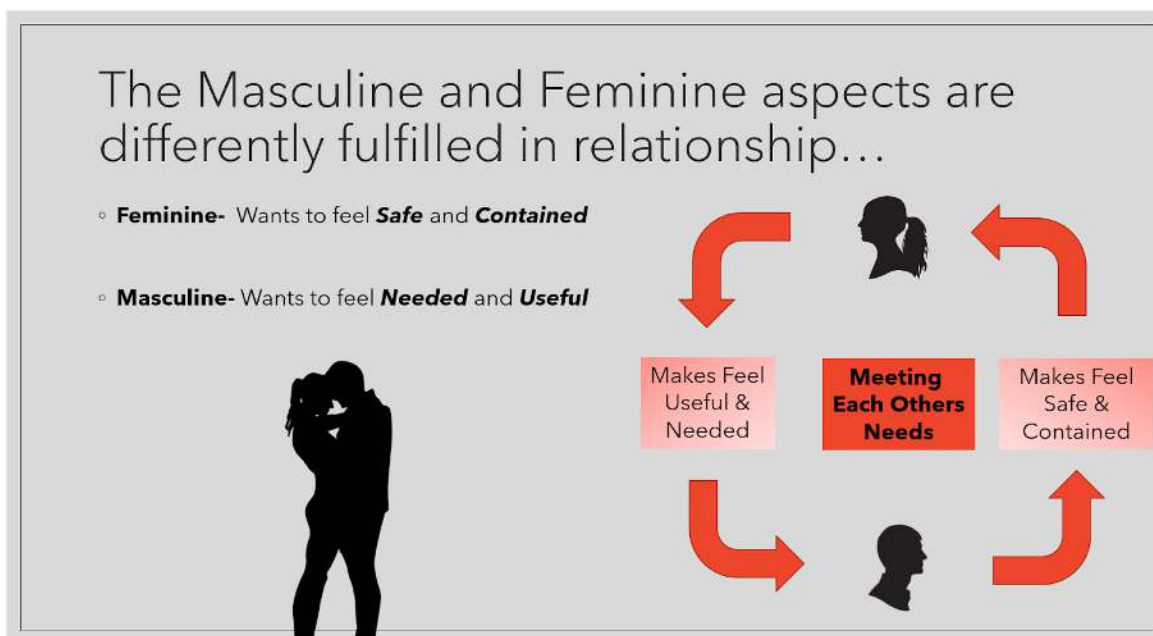 The Masculine and Feminine aspects are
differently fulfilled in relationship…
◦ Feminine- Wants to feel Safe and Contained
◦ Masculine- Wants to feel Needed and Useful
Makes Feel
Useful &
Needed
Meeting
Each Others
Needs
Makes Feel
Safe &
Contained